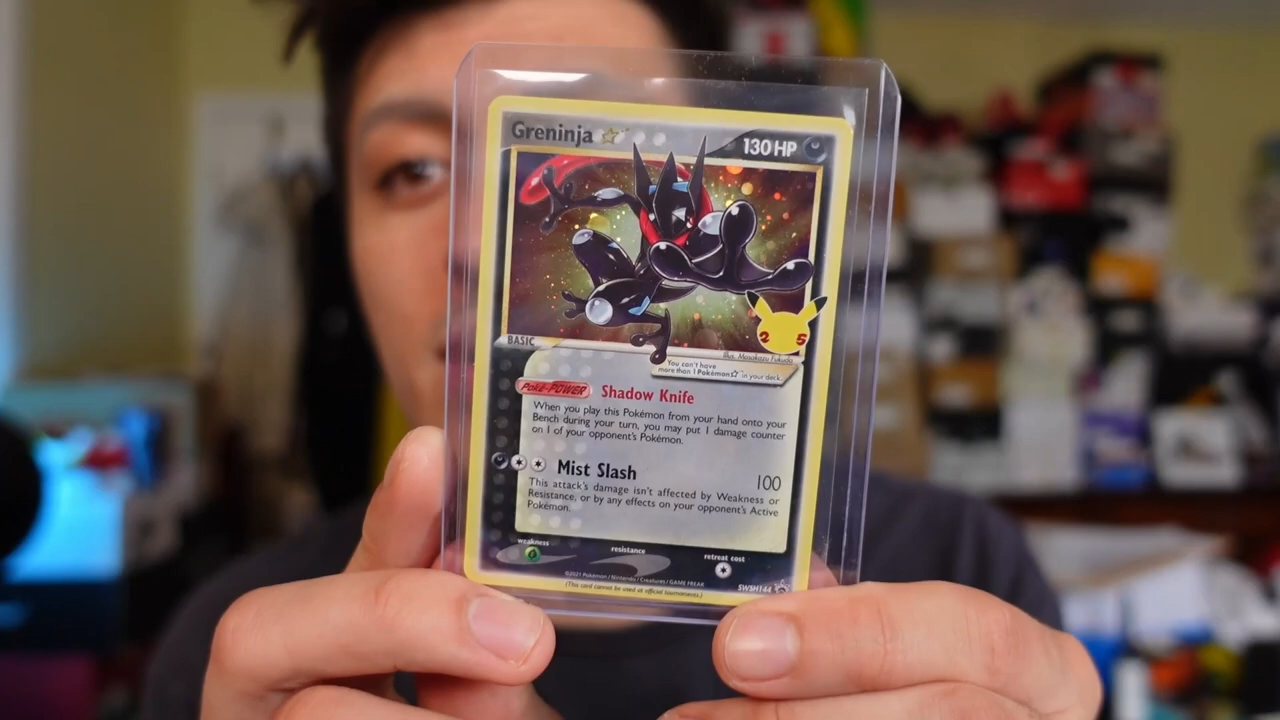 Greninja ☆
130 HP
25
BASIC
Illus. Masakazu Fukuda
You can't have
more than 1 Pokémon☆ in your deck.
Poké-POWER Shadow Knife
When you play this Pokémon from your hand onto your
Bench during your turn, you may put 1 damage counter
on 1 of your opponent's Pokémon.
Mist Slash 100
This attack's damage isn't affected by Weakness or
Resistance, or by any effects on your opponent's Active
Pokémon.
weakness resistance retreat cost
©2021 Pokémon / Nintendo / Creatures / GAME FREAK
(This card cannot be used at official tournaments.)
SWSH144